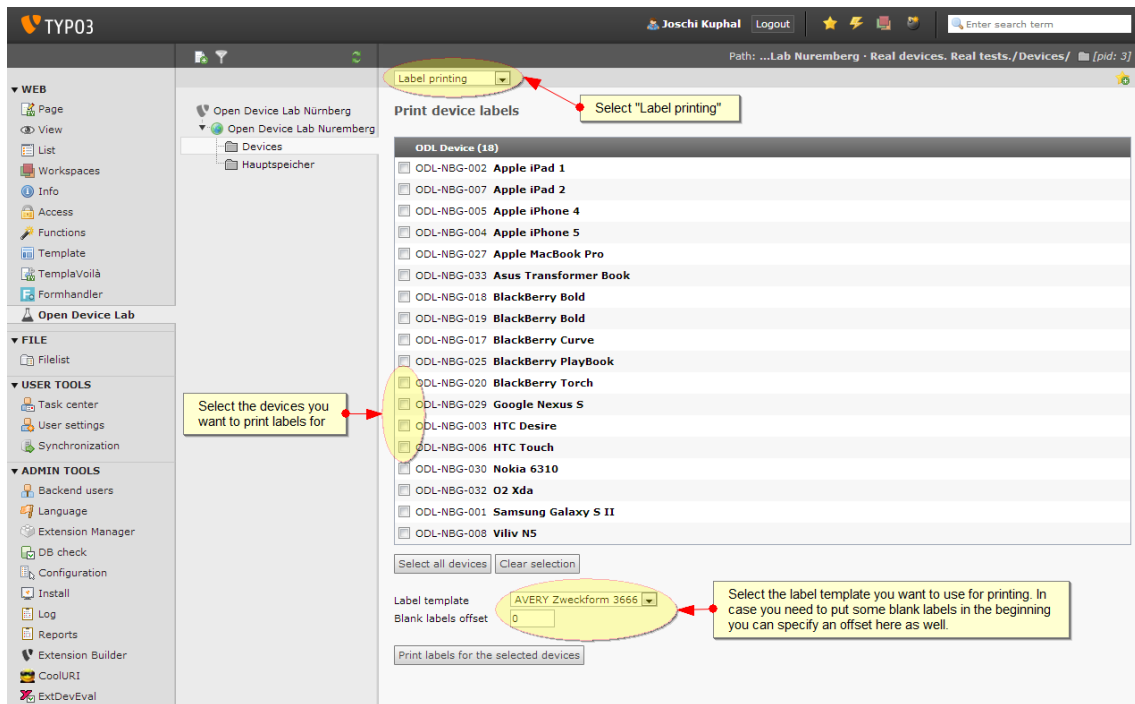 TYPO3
Joschi Kuphal
Logout
Enter search term
Path: ...Lab Nuremberg · Real devices. Real tests./Devices/ [pid: 3]
WEB
Page
View
List
Workspaces
Info
Access
Functions
Template
TemplaVoilà
Formhandler
Open Device Lab
FILE
Filelist
USER TOOLS
Task center
User settings
Synchronization
ADMIN TOOLS
Backend users
Language
Extension Manager
DB check
Configuration
Install
Log
Reports
Extension Builder
CoolURI
ExtDevEval
Open Device Lab Nürnberg
Open Device Lab Nuremberg
Devices
Hauptspeicher
Label printing
Select "Label printing"
Print device labels
ODL Device (18)
ODL-NBG-002 Apple iPad 1
ODL-NBG-007 Apple iPad 2
ODL-NBG-005 Apple iPhone 4
ODL-NBG-004 Apple iPhone 5
ODL-NBG-027 Apple MacBook Pro
ODL-NBG-033 Asus Transformer Book
ODL-NBG-018 BlackBerry Bold
ODL-NBG-019 BlackBerry Bold
ODL-NBG-017 BlackBerry Curve
ODL-NBG-025 BlackBerry PlayBook
ODL-NBG-020 BlackBerry Torch
ODL-NBG-029 Google Nexus S
ODL-NBG-003 HTC Desire
ODL-NBG-006 HTC Touch
ODL-NBG-030 Nokia 6310
ODL-NBG-032 O2 Xda
ODL-NBG-001 Samsung Galaxy S II
ODL-NBG-008 Viliv N5
Select the devices you
want to print labels for
Select all devices
Clear selection
Label template AVERY Zweckform 3666
Blank labels offset 0
Select the label template you want to use for printing. In
case you need to put some blank labels in the beginning
you can specify an offset here as well.
Print labels for the selected devices